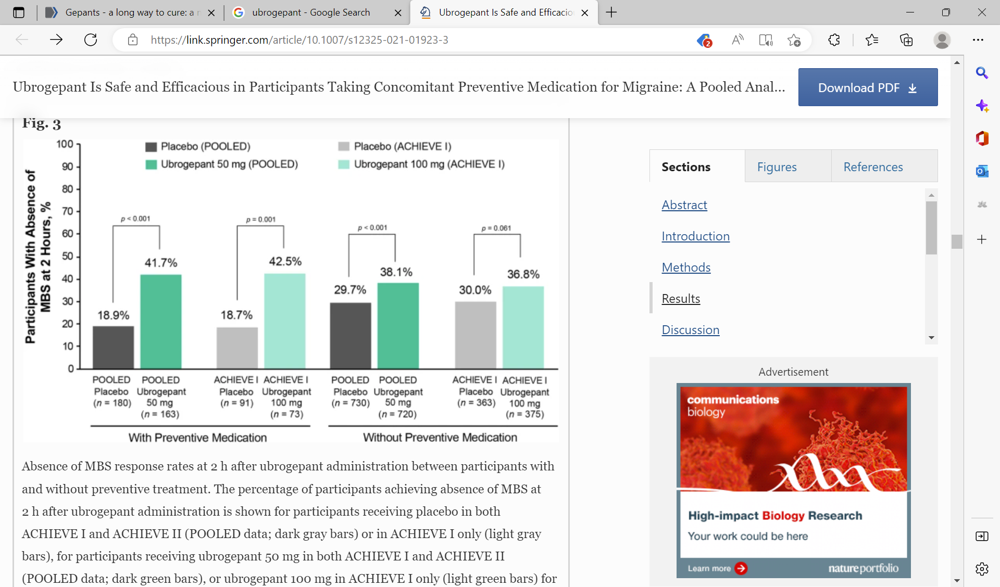 Gepants - a long way to cure: a n
ubrogepant - Google Search
Ubrogepant Is Safe and Efficacio
https://link.springer.com/article/10.1007/s12325-021-01923-3
2
Ubrogepant Is Safe and Efficacious in Participants Taking Concomitant Preventive Medication for Migraine: A Pooled Anal...
Download PDF
Fig. 3
Participants With Absence of
MBS at 2 Hours, %
100
90
80
70
60
50
40
30
20
10
0
Placebo (POOLED)
Placebo (ACHIEVE I)
Ubrogepant 50 mg (POOLED)
Ubrogepant 100 mg (ACHIEVE I)
p < 0.001
p = 0.001
p < 0.001
p = 0.061
18.9%
41.7%
18.7%
42.5%
29.7%
38.1%
30.0%
36.8%
POOLED
Placebo
(n = 180)
POOLED
Ubrogepant
50 mg
(n = 163)
ACHIEVE I
Placebo
(n = 91)
ACHIEVE I
Ubrogepant
100 mg
(n = 73)
POOLED
Placebo
(n = 730)
POOLED
Ubrogepant
50 mg
(n = 720)
ACHIEVE I
Placebo
(n = 363)
ACHIEVE I
Ubrogepant
100 mg
(n = 375)
With Preventive Medication
Without Preventive Medication
Absence of MBS response rates at 2 h after ubrogepant administration between participants with
and without preventive treatment. The percentage of participants achieving absence of MBS at
2 h after ubrogepant administration is shown for participants receiving placebo in both
ACHIEVE I and ACHIEVE II (POOLED data; dark gray bars) or in ACHIEVE I only (light gray
bars), for participants receiving ubrogepant 50 mg in both ACHIEVE I and ACHIEVE II
(POOLED data; dark green bars), or ubrogepant 100 mg in ACHIEVE I only (light green bars) for
Sections
Figures
References
Abstract
Introduction
Methods
Results
Discussion
Advertisement
communications
biology
High-impact Biology Research
Your work could be here
Learn more
natureportfolio